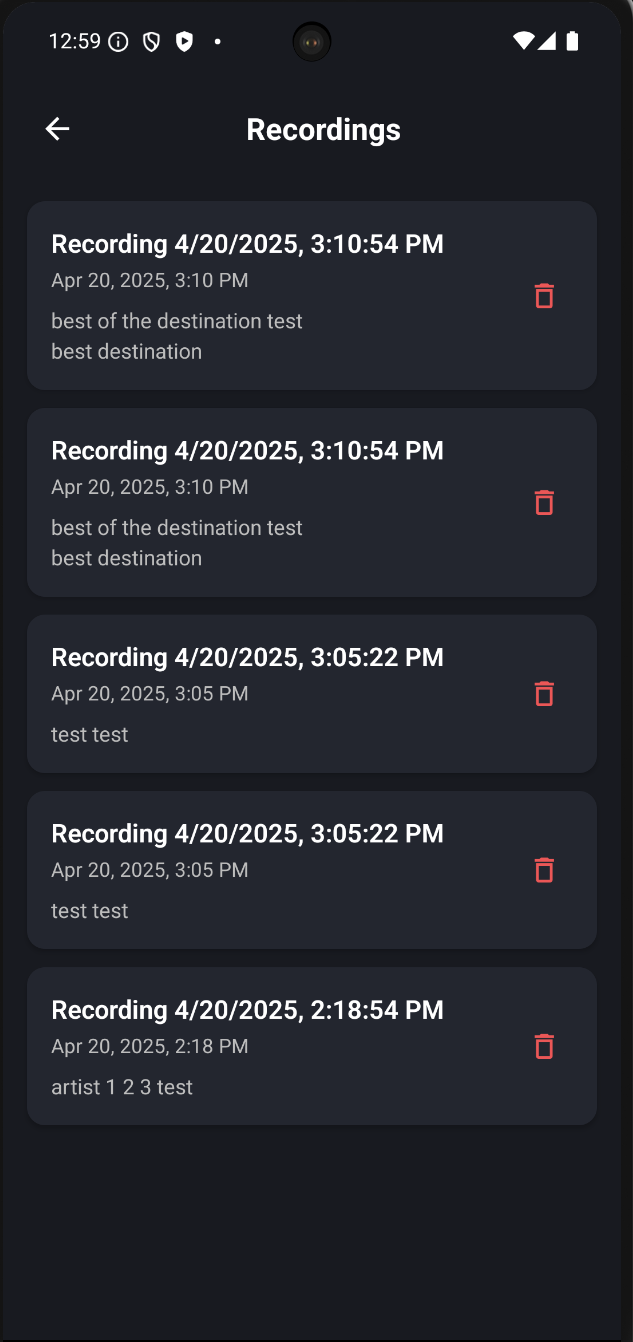 12:59
Recordings
Recording 4/20/2025, 3:10:54 PM
Apr 20, 2025, 3:10 PM
best of the destination test
best destination
Recording 4/20/2025, 3:10:54 PM
Apr 20, 2025, 3:10 PM
best of the destination test
best destination
Recording 4/20/2025, 3:05:22 PM
Apr 20, 2025, 3:05 PM
test test
Recording 4/20/2025, 3:05:22 PM
Apr 20, 2025, 3:05 PM
test test
Recording 4/20/2025, 2:18:54 PM
Apr 20, 2025, 2:18 PM
artist 1 2 3 test